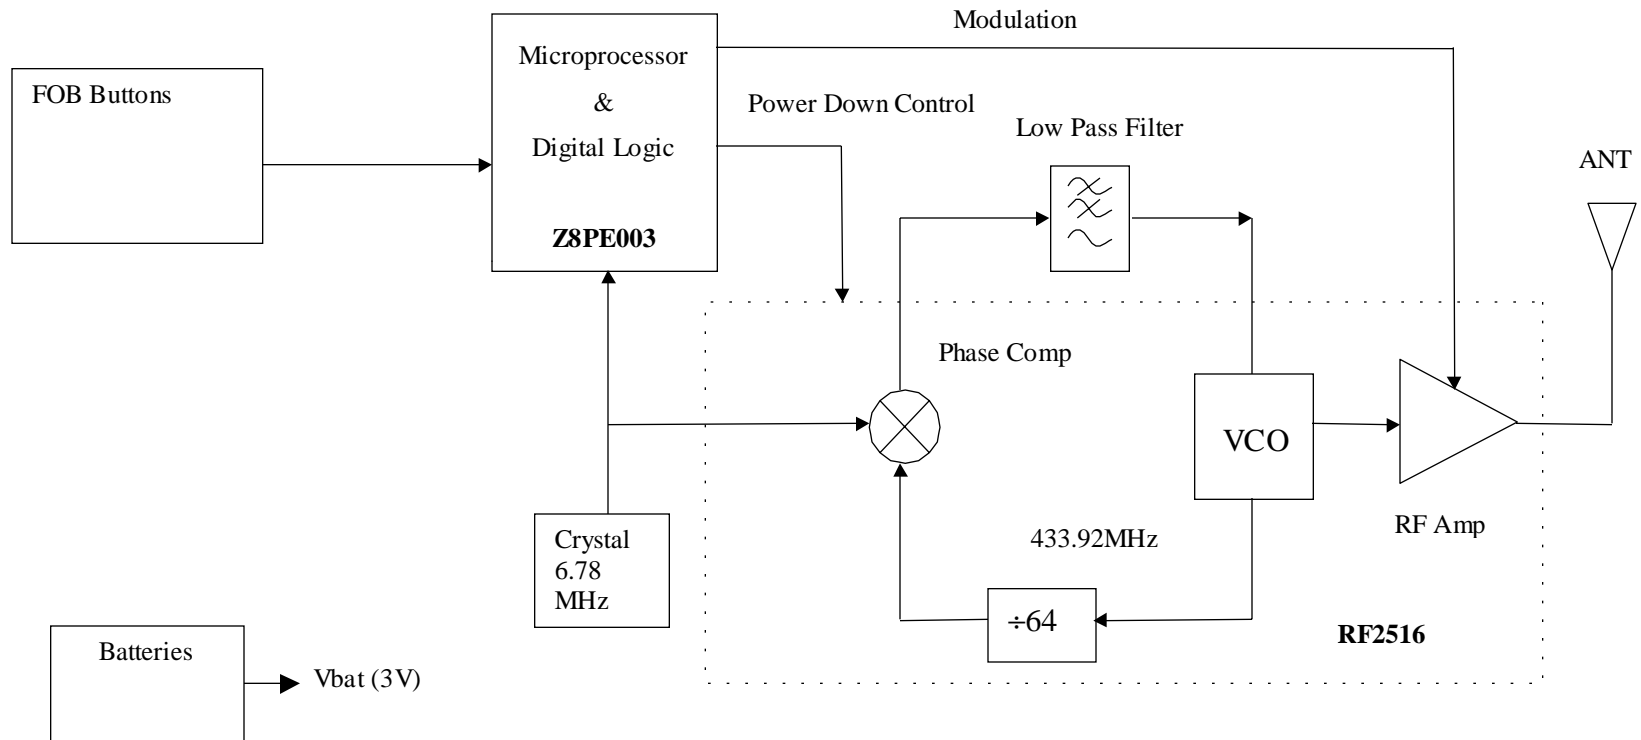 Modulation
Microprocessor
&
Digital Logic
Z8PE003
FOB Buttons
Power Down Control
Low Pass Filter
ANT
Phase Comp
VCO
RF Amp
433.92MHz
Crystal
6.78
MHz
÷64
RF2516
Batteries
Vbat (3V)